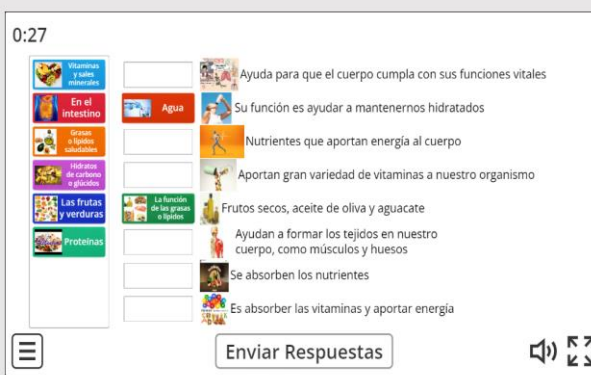 0:27
Vitaminas
y sales
minerales
Ayuda para que el cuerpo cumpla con sus funciones vitales
En el
intestino
Agua
Su función es ayudar a mantenernos hidratados
Grasas
o lípidos
saludables
Nutrientes que aportan energía al cuerpo
Hidratos
de carbono
o glúcidos
Aportan gran variedad de vitaminas a nuestro organismo
Las frutas
y verduras
La función
de las grasas
o lípidos
Frutos secos, aceite de oliva y aguacate
Proteínas
Ayudan a formar los tejidos en nuestro
cuerpo, como músculos y huesos
Se absorben los nutrientes
Es absorber las vitaminas y aportar energía
Enviar Respuestas